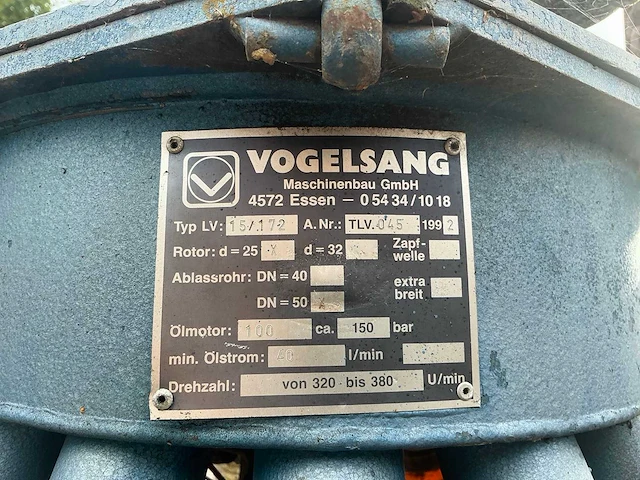 VOGELSANG
Maschinenbau GmbH
4572 Essen – 0 54 34/10 18
Typ LV: 15/.172 A.Nr.: TLV.045 1992
Rotor: d = 25 X d = 32 Zapf-
welle
Ablassrohr: DN = 40 extra
breit
DN = 50 X
Ölmotor: 100 ca. 150 bar
min. Ölstrom: l/min
Drehzahl: von 320 bis 380 U/min